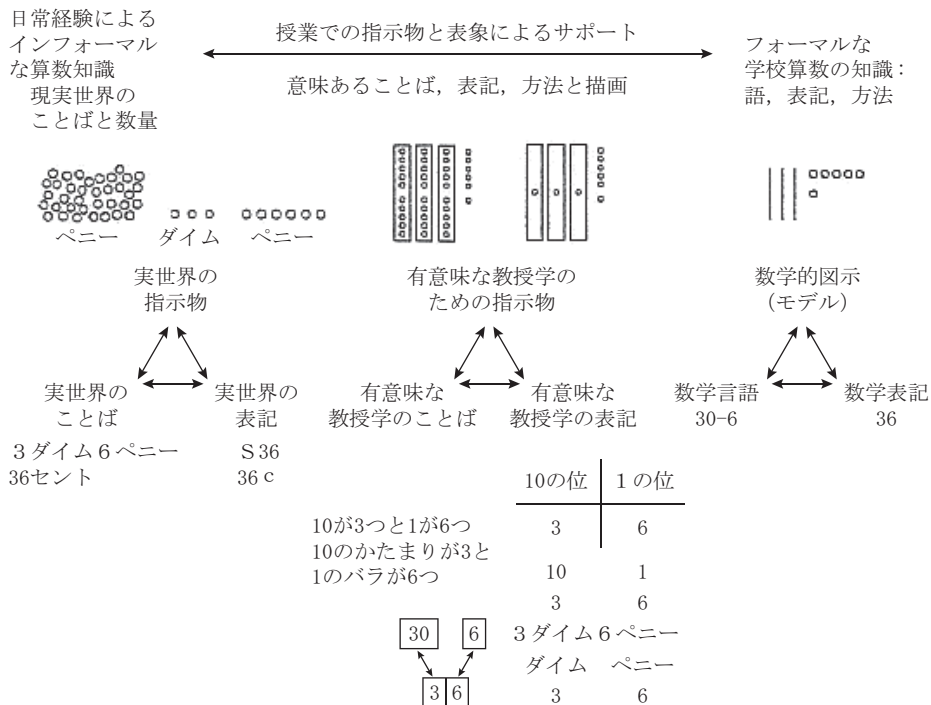 日常経験による
インフォーマル
な算数知識
現実世界の
ことばと数量
授業での指示物と表象によるサポート
意味あることば，表記，方法と描画
フォーマルな
学校算数の知識：
語，表記，方法
ペニー
ダイム
ペニー
実世界の
指示物
有意味な教授学の
ための指示物
数学的図示
（モデル）
実世界の
ことば
実世界の
表記
有意味な
教授学のことば
有意味な
教授学の表記
数学言語
30-6
数学表記
36
３ダイム６ペニー
36セント
Ｓ36
36ｃ
10の位 １の位
3 6
10が3つと1が6つ
10のかたまりが3と
1のバラが6つ
10 1
3 6
30 6
3 6
３ダイム６ペニー
ダイム ペニー
3 6